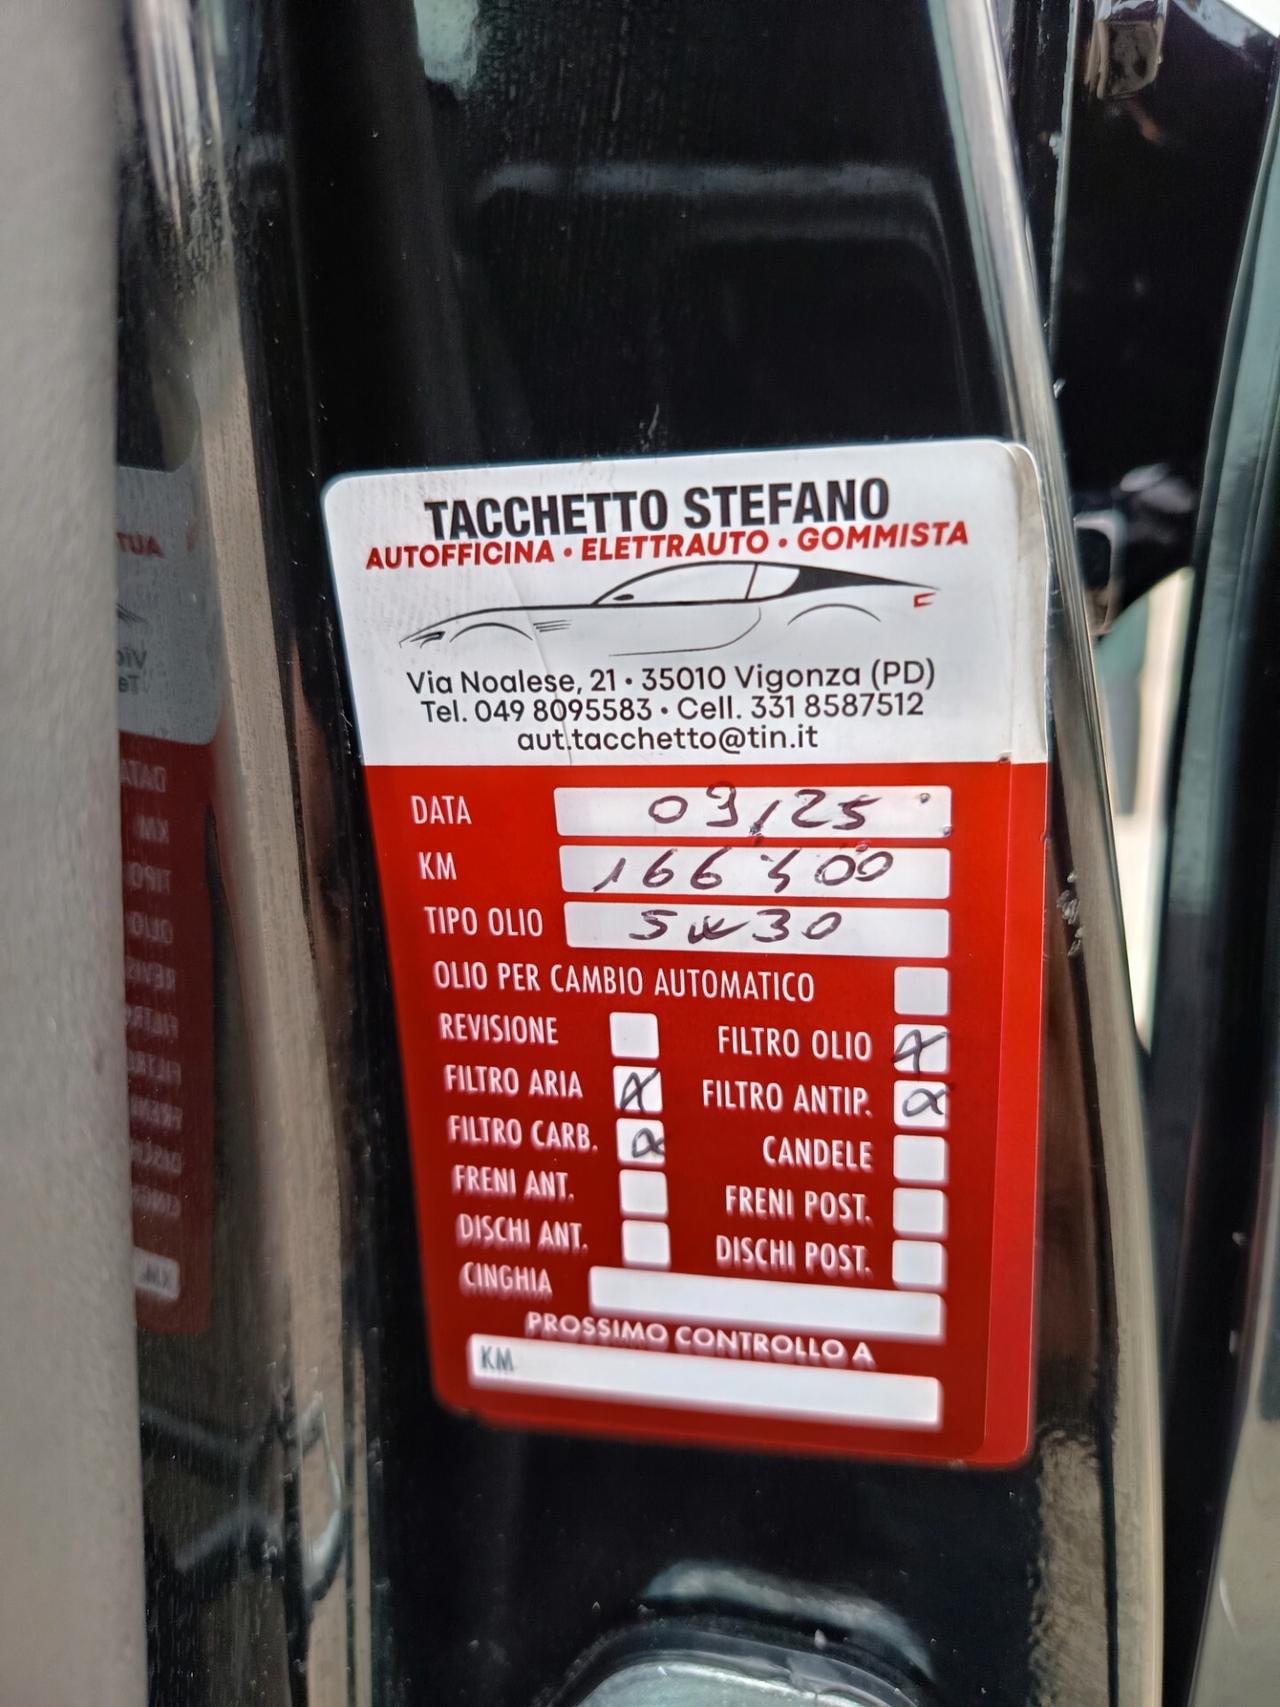 TACCHETTO STEFANO
AUTOFFICINA • ELETTRAUTO • GOMMISTA
Via Noalese, 21 • 35010 Vigonza (PD)
Tel. 049 8095583 • Cell. 331 8587512
aut.tacchetto@tin.it
DATA 09/25
KM 166 400
TIPO OLIO 5w30
OLIO PER CAMBIO AUTOMATICO
REVISIONE FILTRO OLIO X
FILTRO ARIA X FILTRO ANTIP. X
FILTRO CARB. X CANDELE
FRENI ANT. FRENI POST.
DISCHI ANT. DISCHI POST.
CINGHIA
PROSSIMO CONTROLLO A
KM